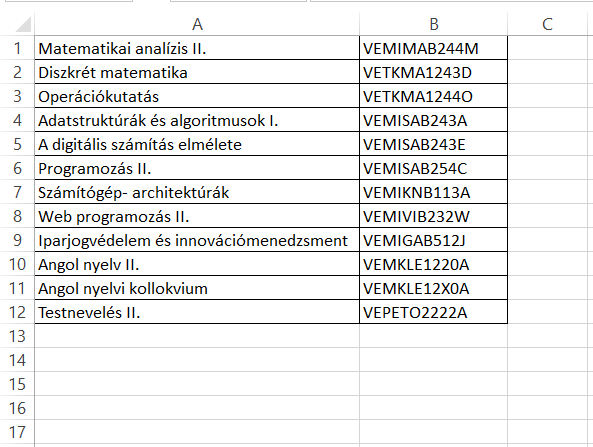 A B C
1 Matematikai analízis II. VEMIMAB244M
2 Diszkrét matematika VETKMA1243D
3 Operációkutatás VETKMA1244O
4 Adatstruktúrák és algoritmusok I. VEMISAB243A
5 A digitális számítás elmélete VEMISAB243E
6 Programozás II. VEMISAB254C
7 Számítógép- architektúrák VEMIKNB113A
8 Web programozás II. VEMIVIB232W
9 Iparjogvédelem és innovációmenedzsment VEMIGAB512J
10 Angol nyelv II. VEMKLE1220A
11 Angol nyelvi kollokvium VEMKLE12X0A
12 Testnevelés II. VEPETO2222A
13
14
15
16
17